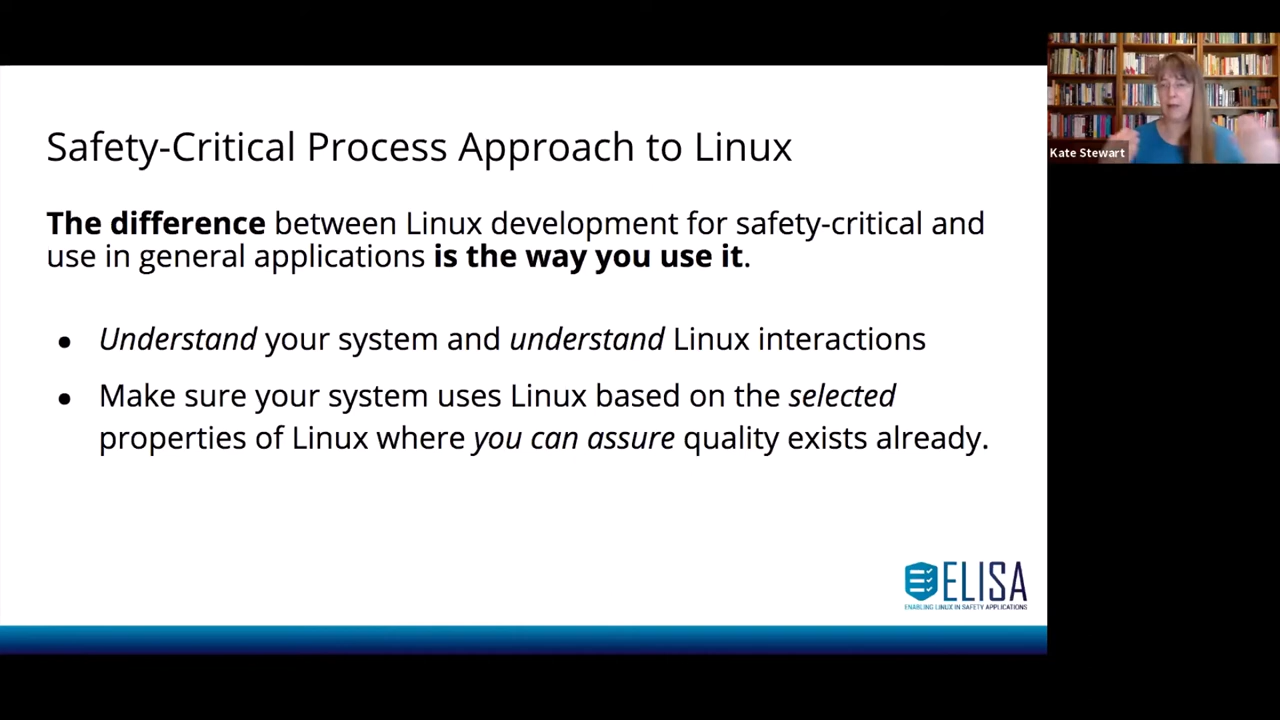 Safety-Critical Process Approach to Linux
The difference between Linux development for safety-critical and
use in general applications is the way you use it.
● Understand your system and understand Linux interactions
● Make sure your system uses Linux based on the selected
properties of Linux where you can assure quality exists already.
ELISA
ENABLING LINUX IN SAFETY APPLICATIONS
Kate Stewart